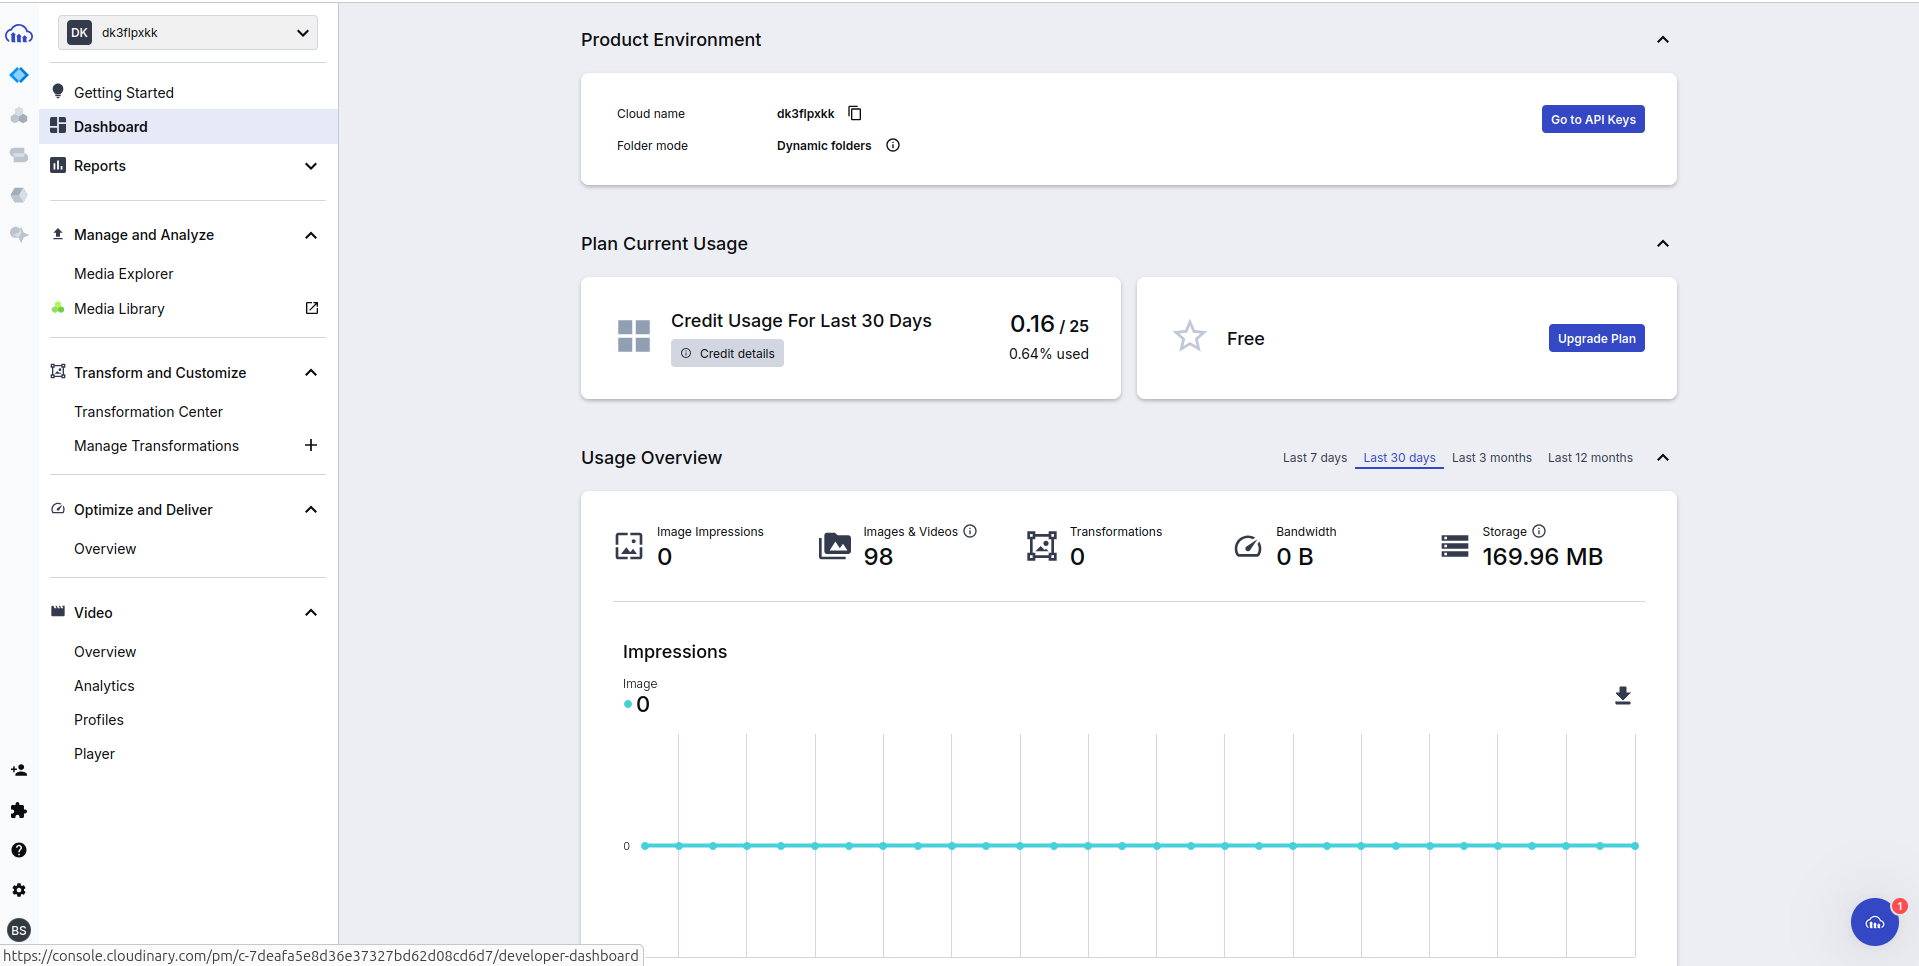 DK dk3flpxkk
Getting Started
Dashboard
Reports
Manage and Analyze
Media Explorer
Media Library
Transform and Customize
Transformation Center
Manage Transformations
Optimize and Deliver
Overview
Video
Overview
Analytics
Profiles
Player
BS
Product Environment
Cloud name dk3flpxkk
Go to API Keys
Folder mode Dynamic folders
Plan Current Usage
Credit Usage For Last 30 Days
Credit details
0.16 / 25
0.64% used
Free
Upgrade Plan
Usage Overview
Last 7 days Last 30 days Last 3 months Last 12 months
Image Impressions
0
Images & Videos
98
Transformations
0
Bandwidth
0 B
Storage
169.96 MB
Impressions
Image
0
0
1
https://console.cloudinary.com/pm/c-7deafa5e8d36e37327bd62d08cd6d7/developer-dashboard